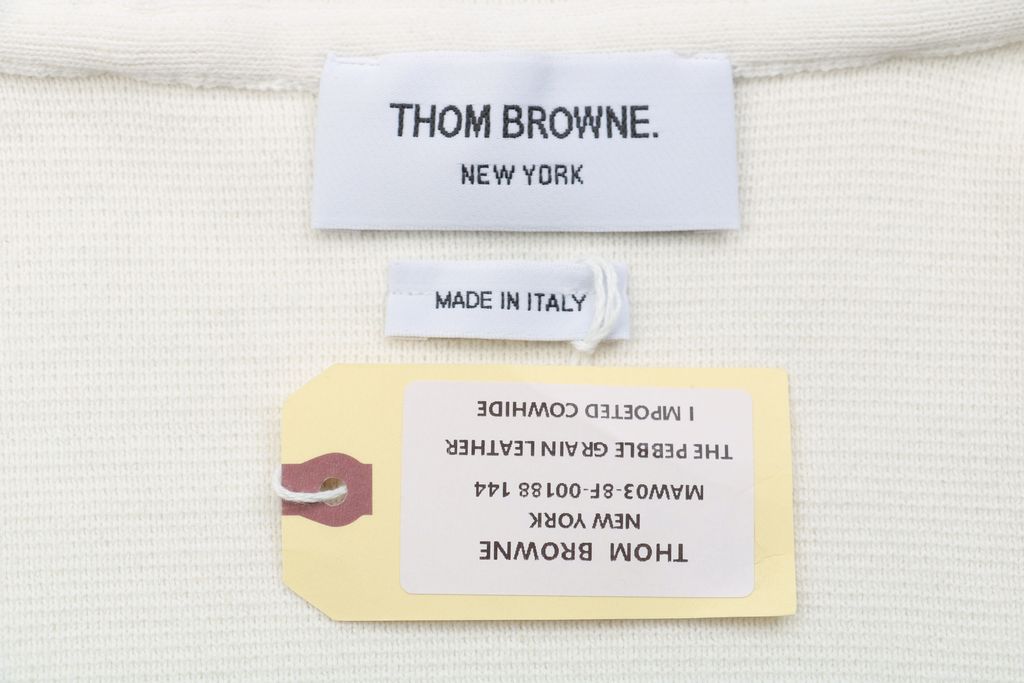 THOM BROWNE.
NEW YORK
MADE IN ITALY
THOM BROWNE
NEW YORK
MAW03-8F-00188 144
THE PEBBLE GRAIN LEATHER
I MPOETED COWHIDE